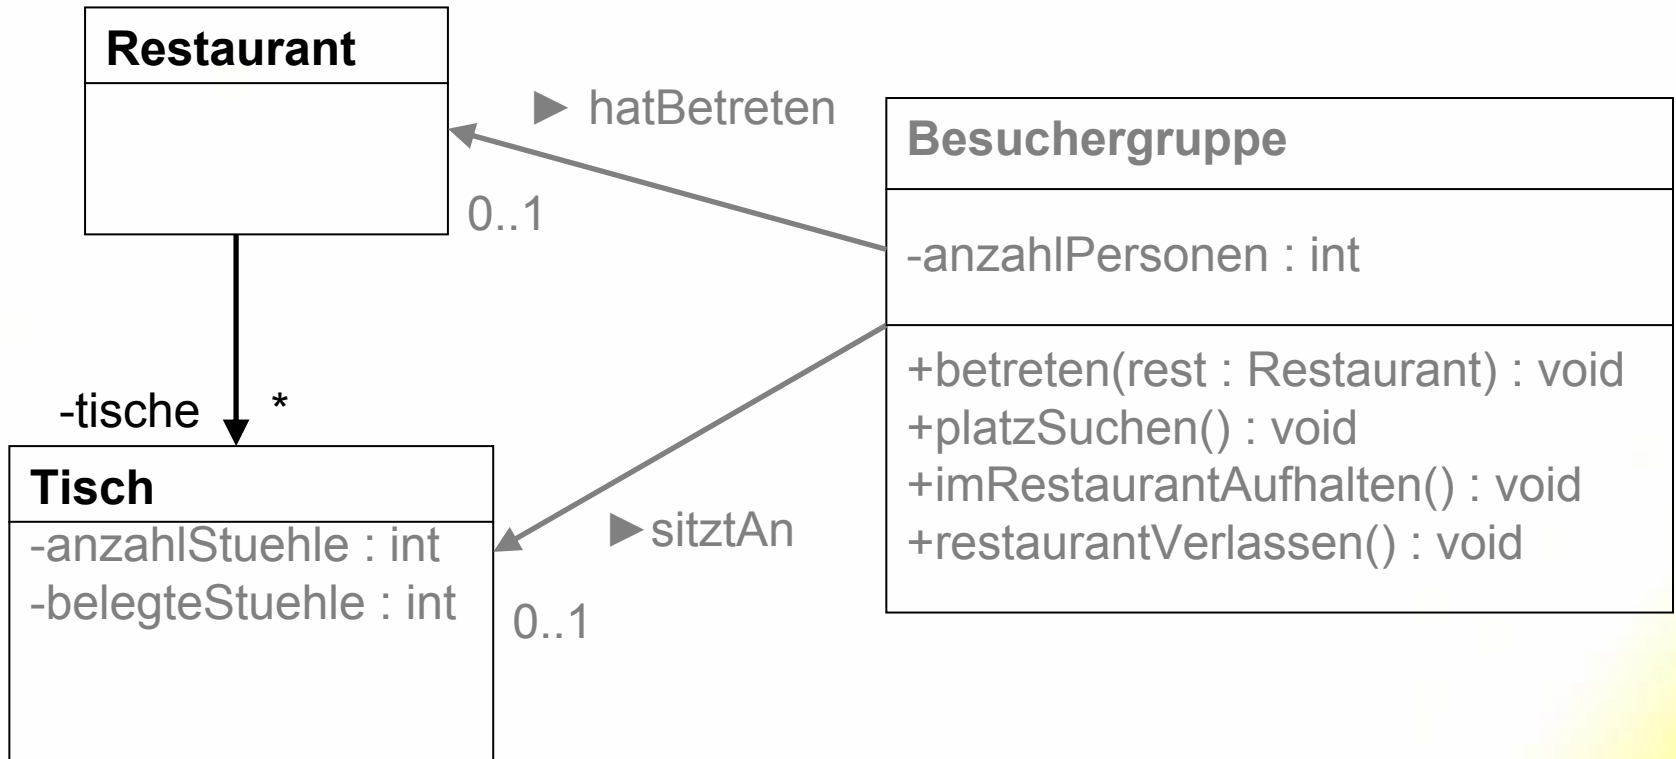 Restaurant
► hatBetreten
0..1
Besuchergruppe
-anzahlPersonen : int
+betreten(rest : Restaurant) : void
+platzSuchen() : void
+imRestaurantAufhalten() : void
+restaurantVerlassen() : void
-tische *
Tisch
-anzahlStuehle : int
-belegteStuehle : int
►sitztAn
0..1